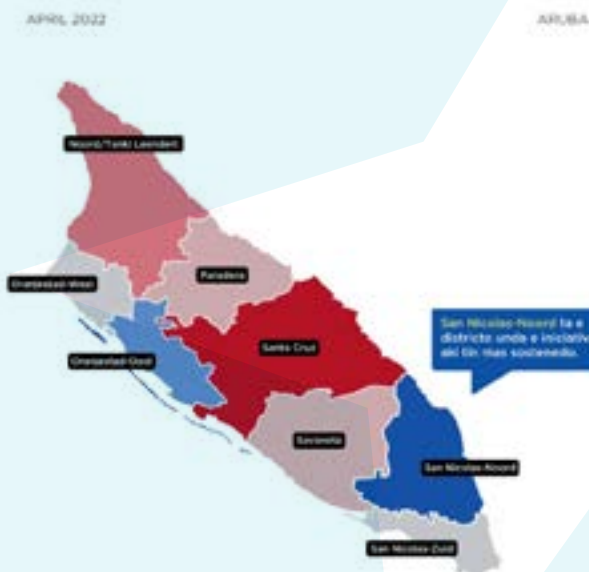 APRIL 2022
ARUBA
Noord/Tanki Leendert
Oranjestad-West
Paradera
Oranjestad-Oost
Santa Cruz
San Nicolas-Noord ta e
districto unda e iniciativa
aki tin mas sostenedo.
Savaneta
San Nicolas-Noord
San Nicolas-Zuid